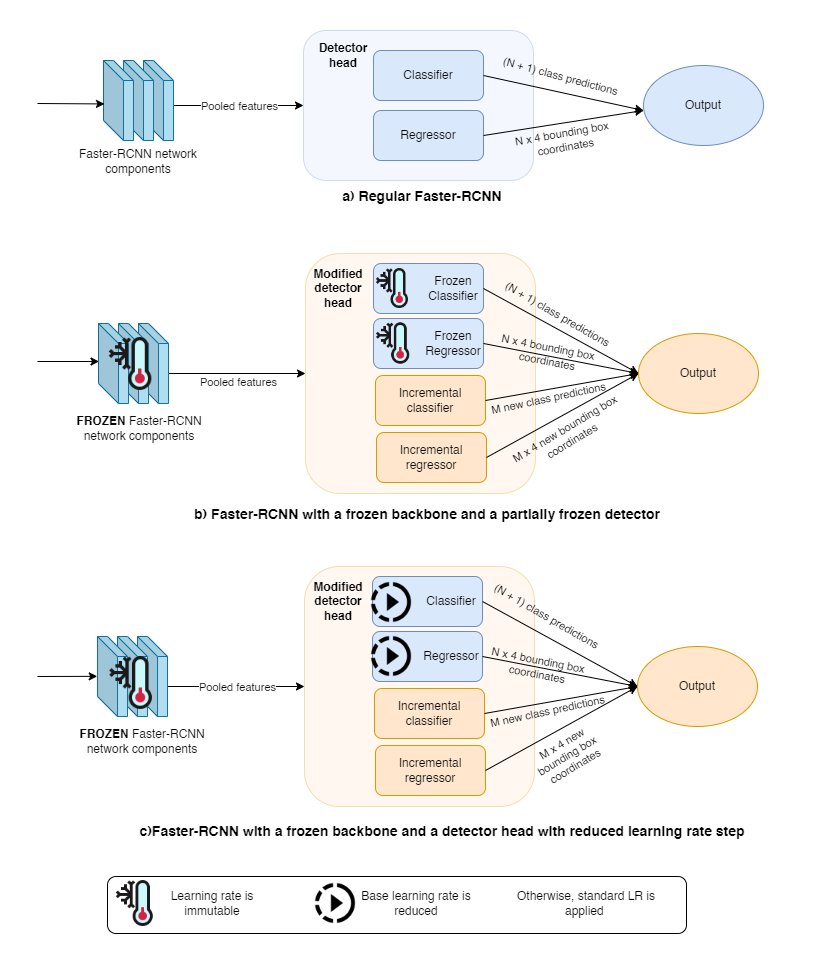 Detector
head
Classifier
Regressor
(N + 1) class predictions
N x 4 bounding box
coordinates
Output
Pooled features
Faster-RCNN network
components
a) Regular Faster-RCNN
Modified
detector
head
Frozen
Classifier
Frozen
Regressor
Incremental
classifier
Incremental
regressor
(N + 1) class predictions
N x 4 bounding box
coordinates
M new class predictions
M x 4 new bounding box
coordinates
Output
Pooled features
FROZEN Faster-RCNN
network components
b) Faster-RCNN with a frozen backbone and a partially frozen detector
Modified
detector
head
Classifier
Regressor
Incremental
classifier
Incremental
regressor
(N + 1) class predictions
N x 4 bounding box
coordinates
M new class predictions
M x 4 new
bounding box
coordinates
Output
Pooled features
FROZEN Faster-RCNN
network components
c)Faster-RCNN with a frozen backbone and a detector head with reduced learning rate step
Learning rate is
immutable
Base learning rate is
reduced
Otherwise, standard LR is
applied